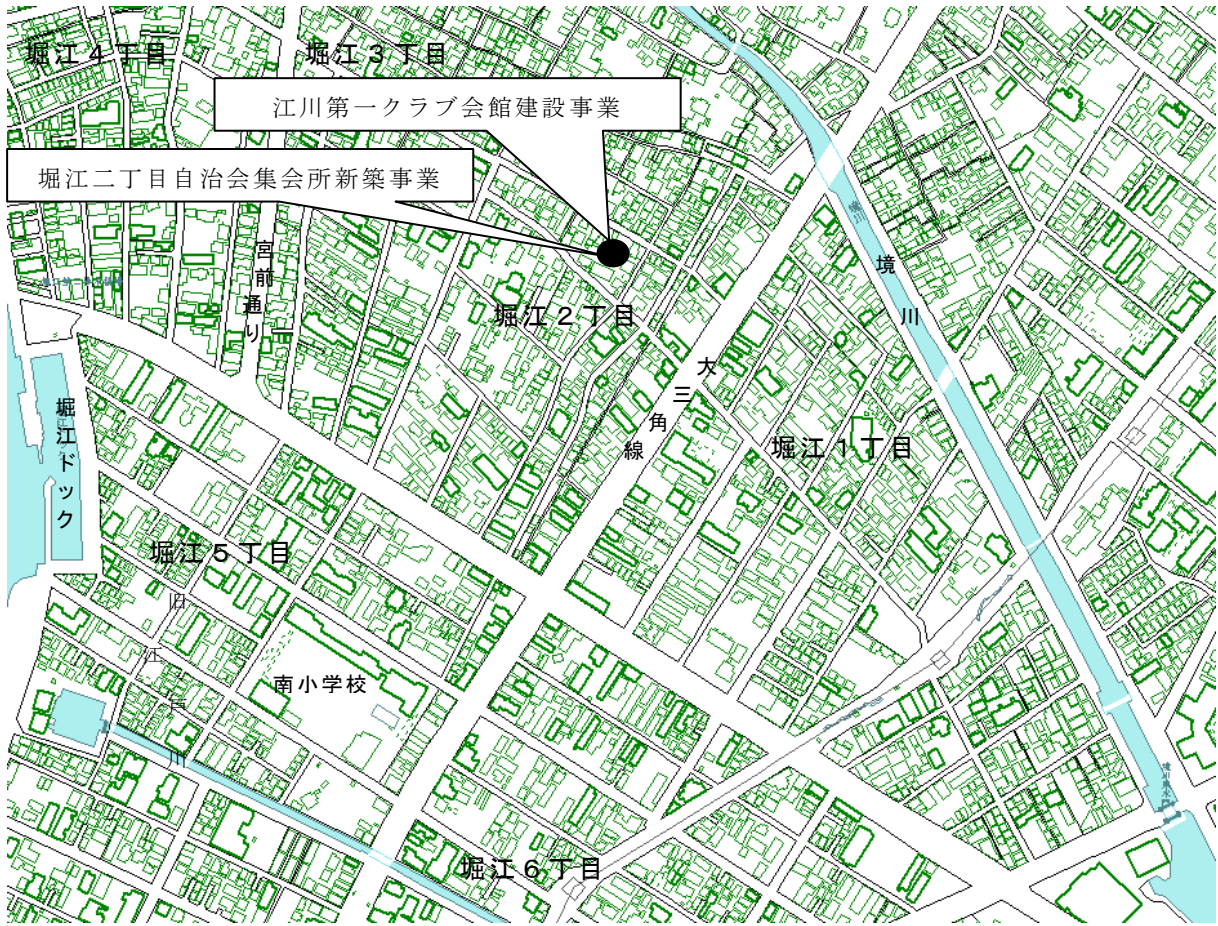 堀江４丁目
堀江３丁目
江川第一クラブ会館建設事業
堀江二丁目自治会集会所新築事業
宮前通り
堀江２丁目
境川
境川
大三角線
堀江ドック
堀江１丁目
堀江５丁目
旧江戸川
南小学校
堀江６丁目